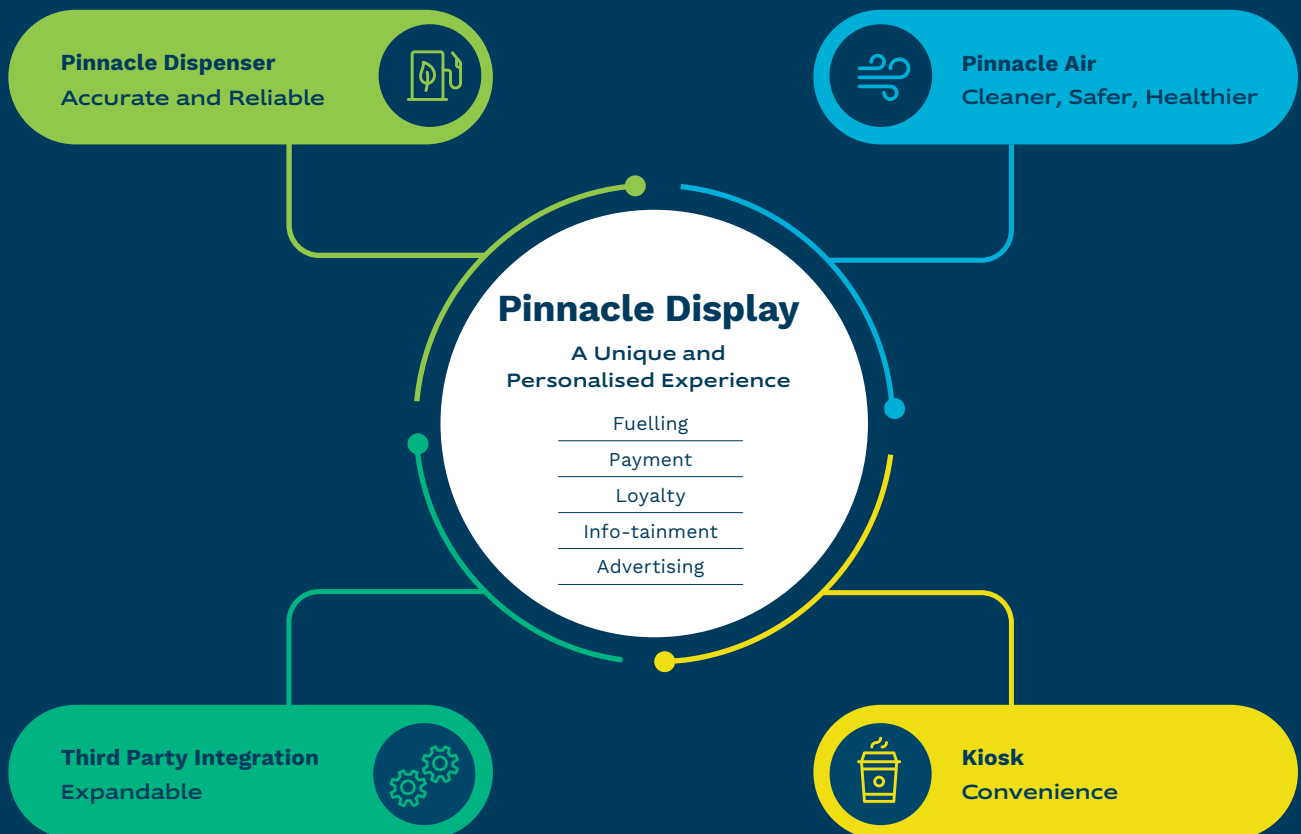 Pinnacle Dispenser
Accurate and Reliable
Pinnacle Air
Cleaner, Safer, Healthier
Pinnacle Display
A Unique and
Personalised Experience
Fuelling
Payment
Loyalty
Info-tainment
Advertising
Third Party Integration
Expandable
Kiosk
Convenience